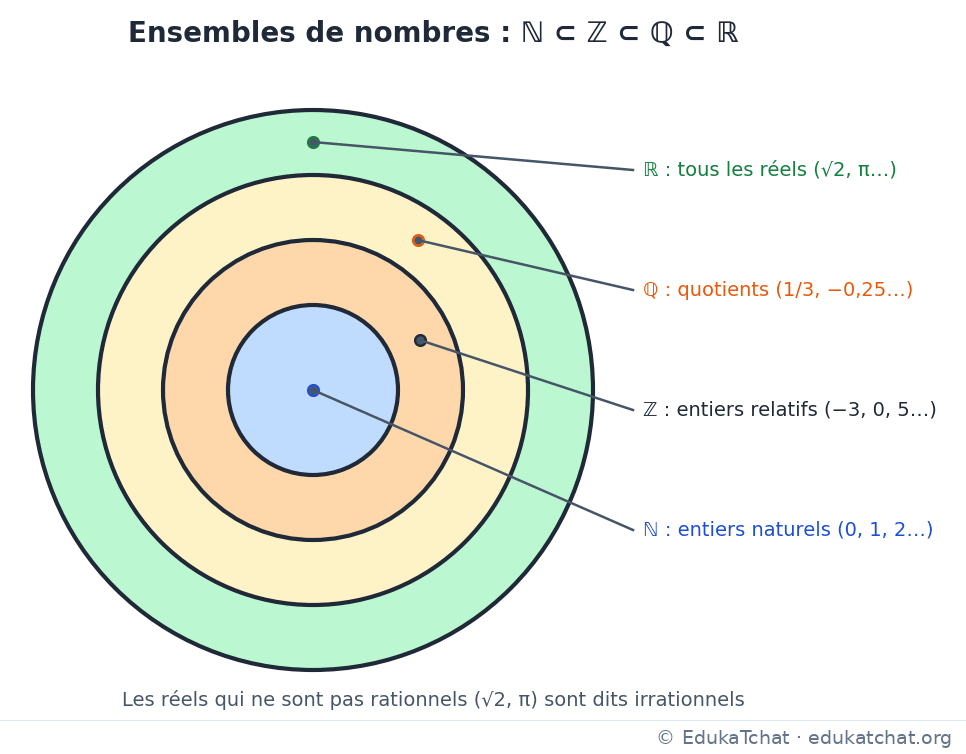 Ensembles de nombres : ℕ ⊂ ℤ ⊂ ℚ ⊂ ℝ
ℝ : tous les réels (√2, π…)
ℚ : quotients (1/3, −0,25…)
ℤ : entiers relatifs (−3, 0, 5…)
ℕ : entiers naturels (0, 1, 2…)
Les réels qui ne sont pas rationnels (√2, π) sont dits irrationnels
© EdukaTchat · edukatchat.org